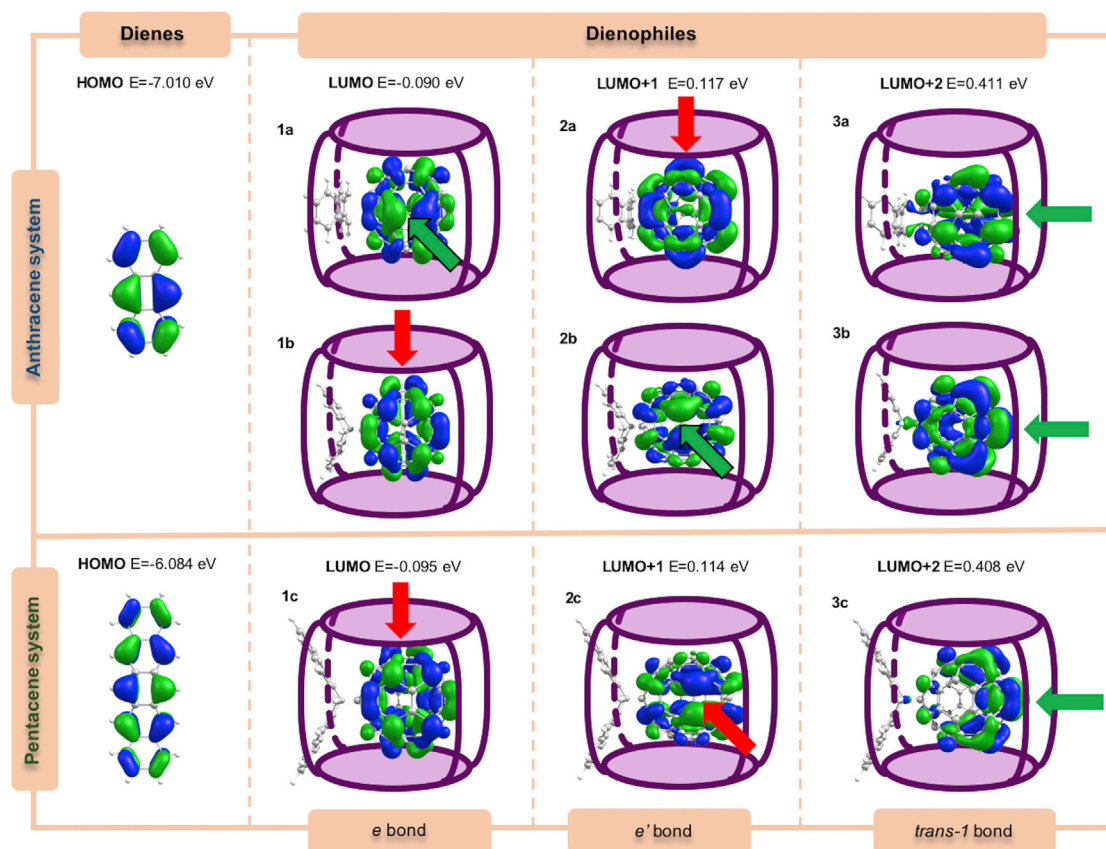 Dienes
Dienophiles
HOMO E=-7.010 eV
LUMO E=-0.090 eV
LUMO+1 E=0.117 eV
LUMO+2 E=0.411 eV
1a
2a
3a
Anthracene system
1b
2b
3b
HOMO E=-6.084 eV
LUMO E=-0.095 eV
LUMO+1 E=0.114 eV
LUMO+2 E=0.408 eV
1c
2c
3c
Pentacene system
e bond
e' bond
trans-1 bond